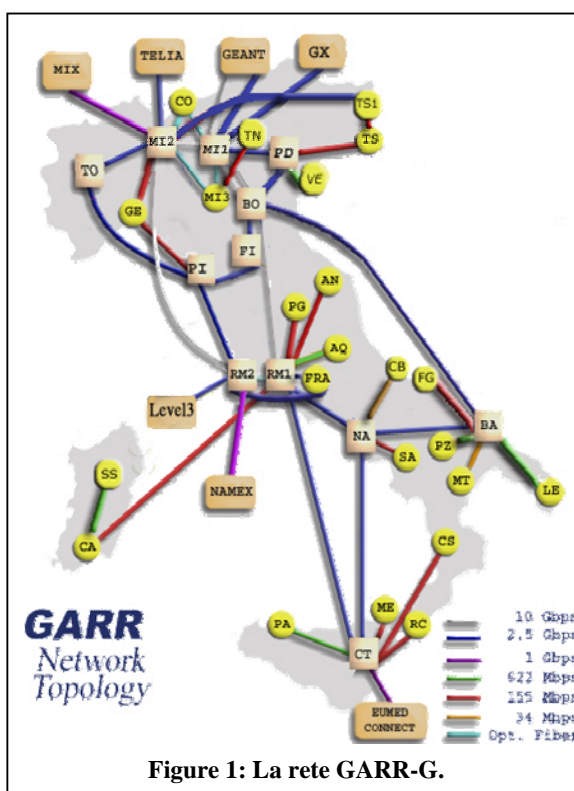 MIX
TELIA
GEANT
GX
CO
TSi
MI2
MI1
TN
PD
TS
TO
VE
MI3
BO
GE
FI
PI
AN
PG
AQ
RM2
RM1
FRA
CB
FG
Level3
NA
BA
PZ
SA
MT
LE
NAMEX
SS
CA
CS
ME
PA
RC
CT
EUMED
CONNECT
GARR
Network
Topology
10 Gbps
2.5 Gbps
1 Gbps
622 Mbps
155 Mbps
34 Mbps
Opt. Fiber
Figure 1: La rete GARR-G.